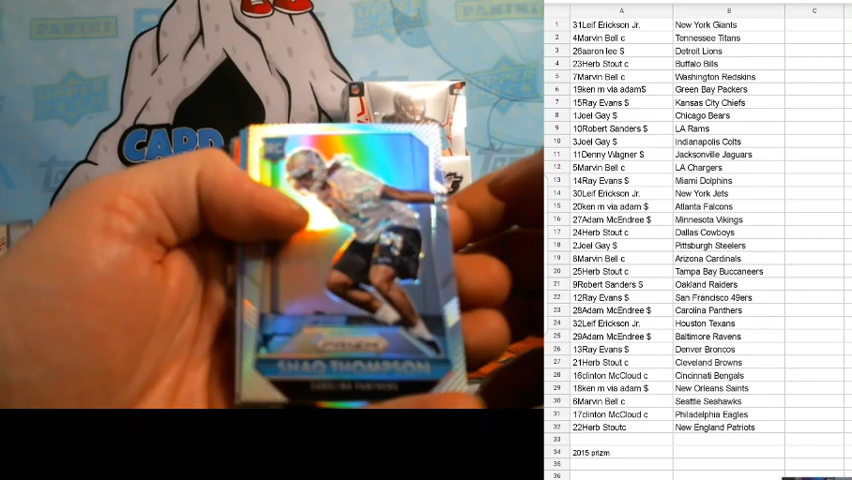 CARD
RC
PRIZM
SHAQ THOMPSON
CAROLINA PANTHERS
A B C
1 31Leif Erickson Jr. New York Giants
2 4Marvin Bell c Tennessee Titans
3 26aaron lee S Detroit Lions
4 23Herb Stout c Buffalo Bills
5 7Marvin Bell c Washington Redskins
6 19ken m via adam$ Green Bay Packers
7 15Ray Evans $ Kansas City Chiefs
8 1Joel Gay $ Chicago Bears
9 10Robert Sanders $ LA Rams
10 3Joel Gay $ Indianapolis Colts
11 11Denny Wagner $ Jacksonville Jaguars
12 5Marvin Bell c LA Chargers
13 14Ray Evans $ Miami Dolphins
14 30Leif Erickson Jr. New York Jets
15 20ken m via adam $ Atlanta Falcons
16 27Adam McEndree $ Minnesota Vikings
17 24Herb Stout c Dallas Cowboys
18 2Joel Gay $ Pittsburgh Steelers
19 8Marvin Bell c Arizona Cardinals
20 25Herb Stout c Tampa Bay Buccaneers
21 9Robert Sanders $ Oakland Raiders
22 12Ray Evans $ San Francisco 49ers
23 28Adam McEndree $ Carolina Panthers
24 32Leif Erickson Jr. Houston Texans
25 29Adam McEndree $ Baltimore Ravens
26 13Ray Evans $ Denver Broncos
27 21Herb Stout c Cleveland Browns
28 16clinton McCloud c Cincinnati Bengals
29 18ken m via adam $ New Orleans Saints
30 6Marvin Bell c Seattle Seahawks
31 17clinton McCloud c Philadelphia Eagles
32 22Herb Stoutc New England Patriots
33
34 2015 prizm
35
36